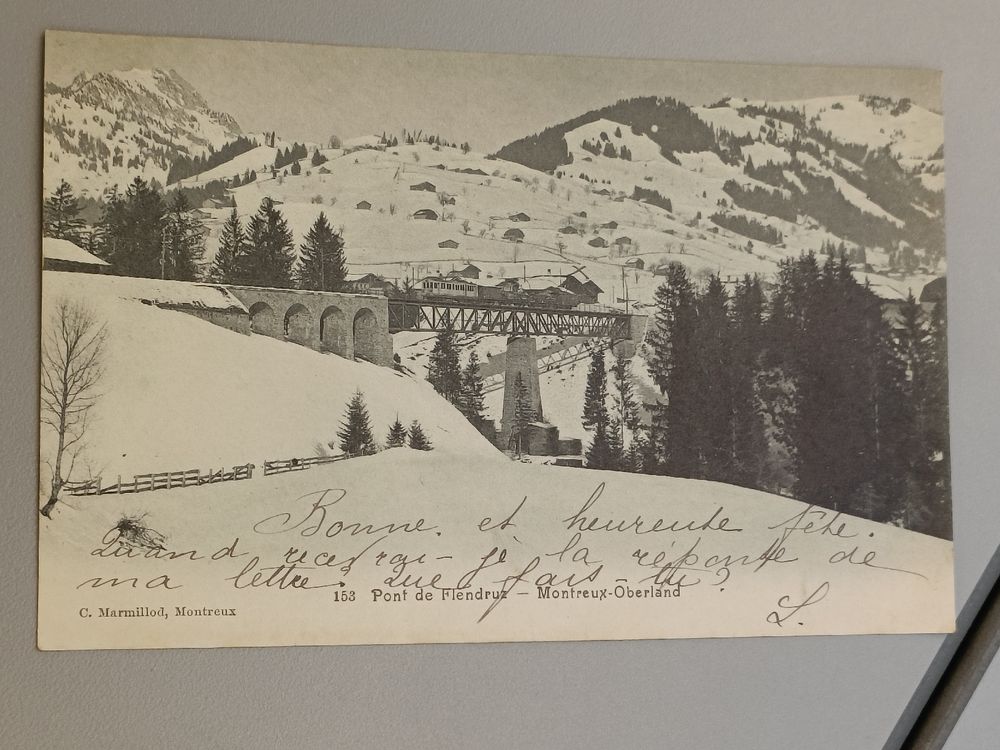 Bonne et heureuse fête.
Quand recevrai-je la réponse de
ma lettre? Que fais-tu?
L.
153 Pont de Flendruz — Montreux-Oberland
C. Marmillod, Montreux